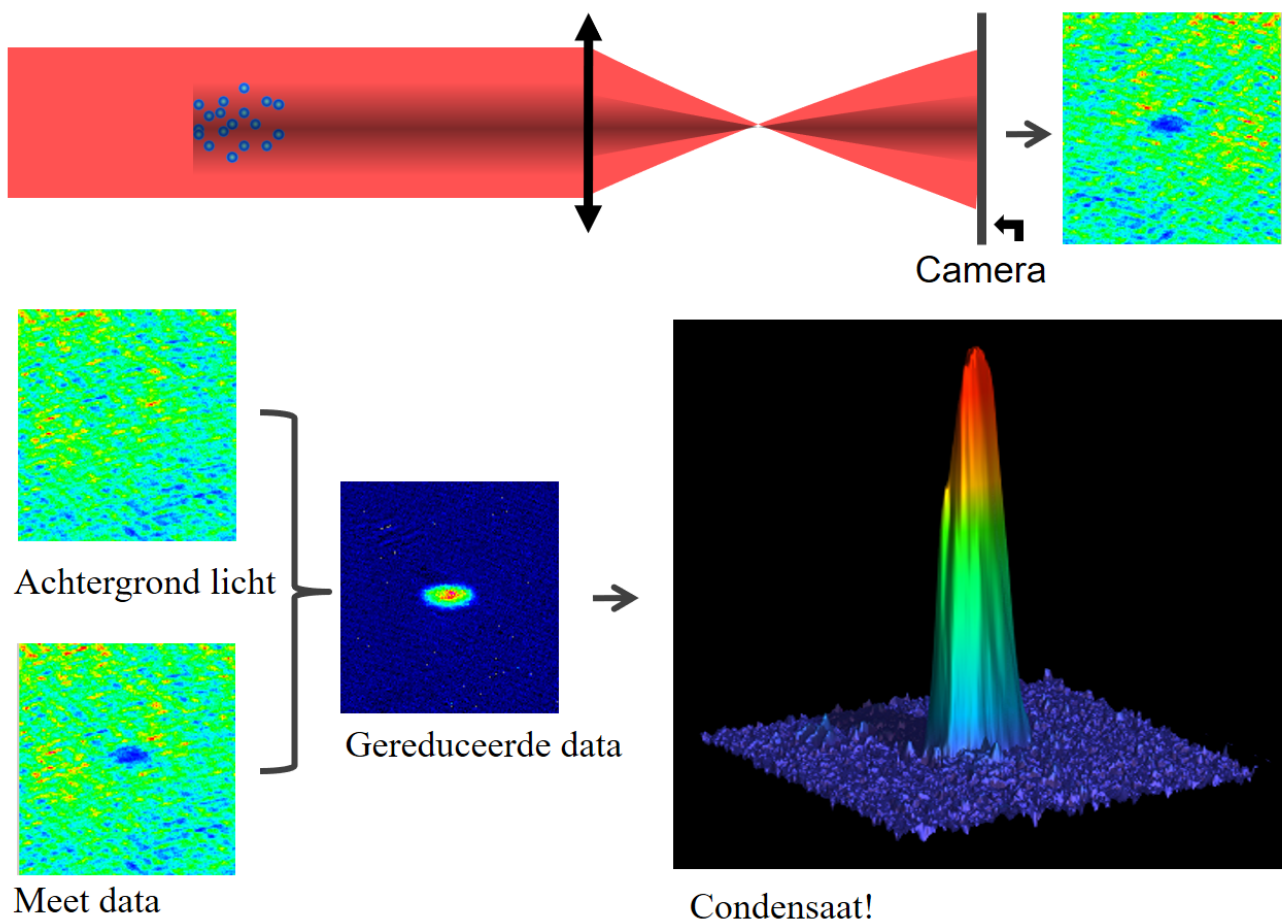 Camera
Achtergrond licht
Gereduceerde data
Meet data
Condensaat!